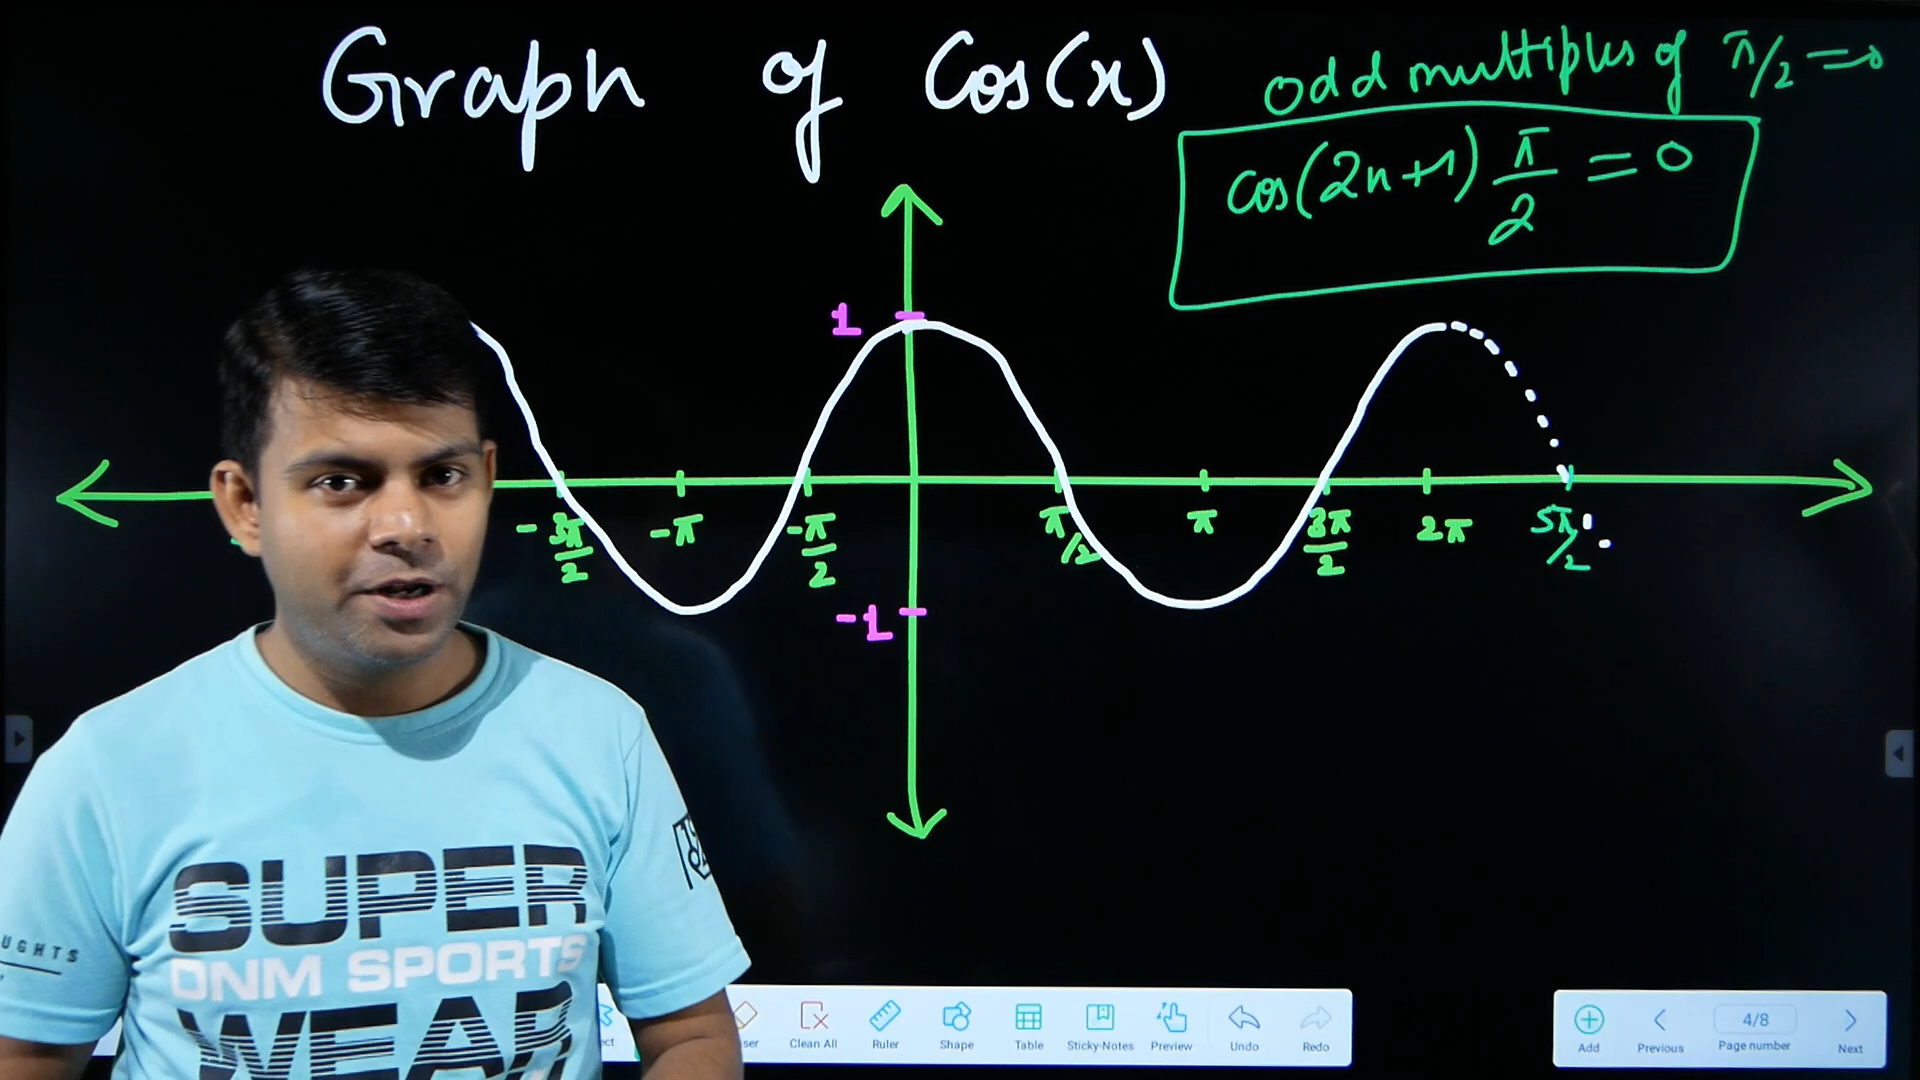 Graph of Cos(x)
odd multiples of π/2 = 0
cos(2n+1) π/2 = 0
1
- 3π/2
-π
-π/2
π/2
π
3π/2
2π
5π/2
-1
SUPER
DNM SPORTS
WEAR
UGHTS
Clean All
Ruler
Shape
Table
Sticky-Notes
Preview
Undo
Redo
Add
Previous
4/8
Page number
Next